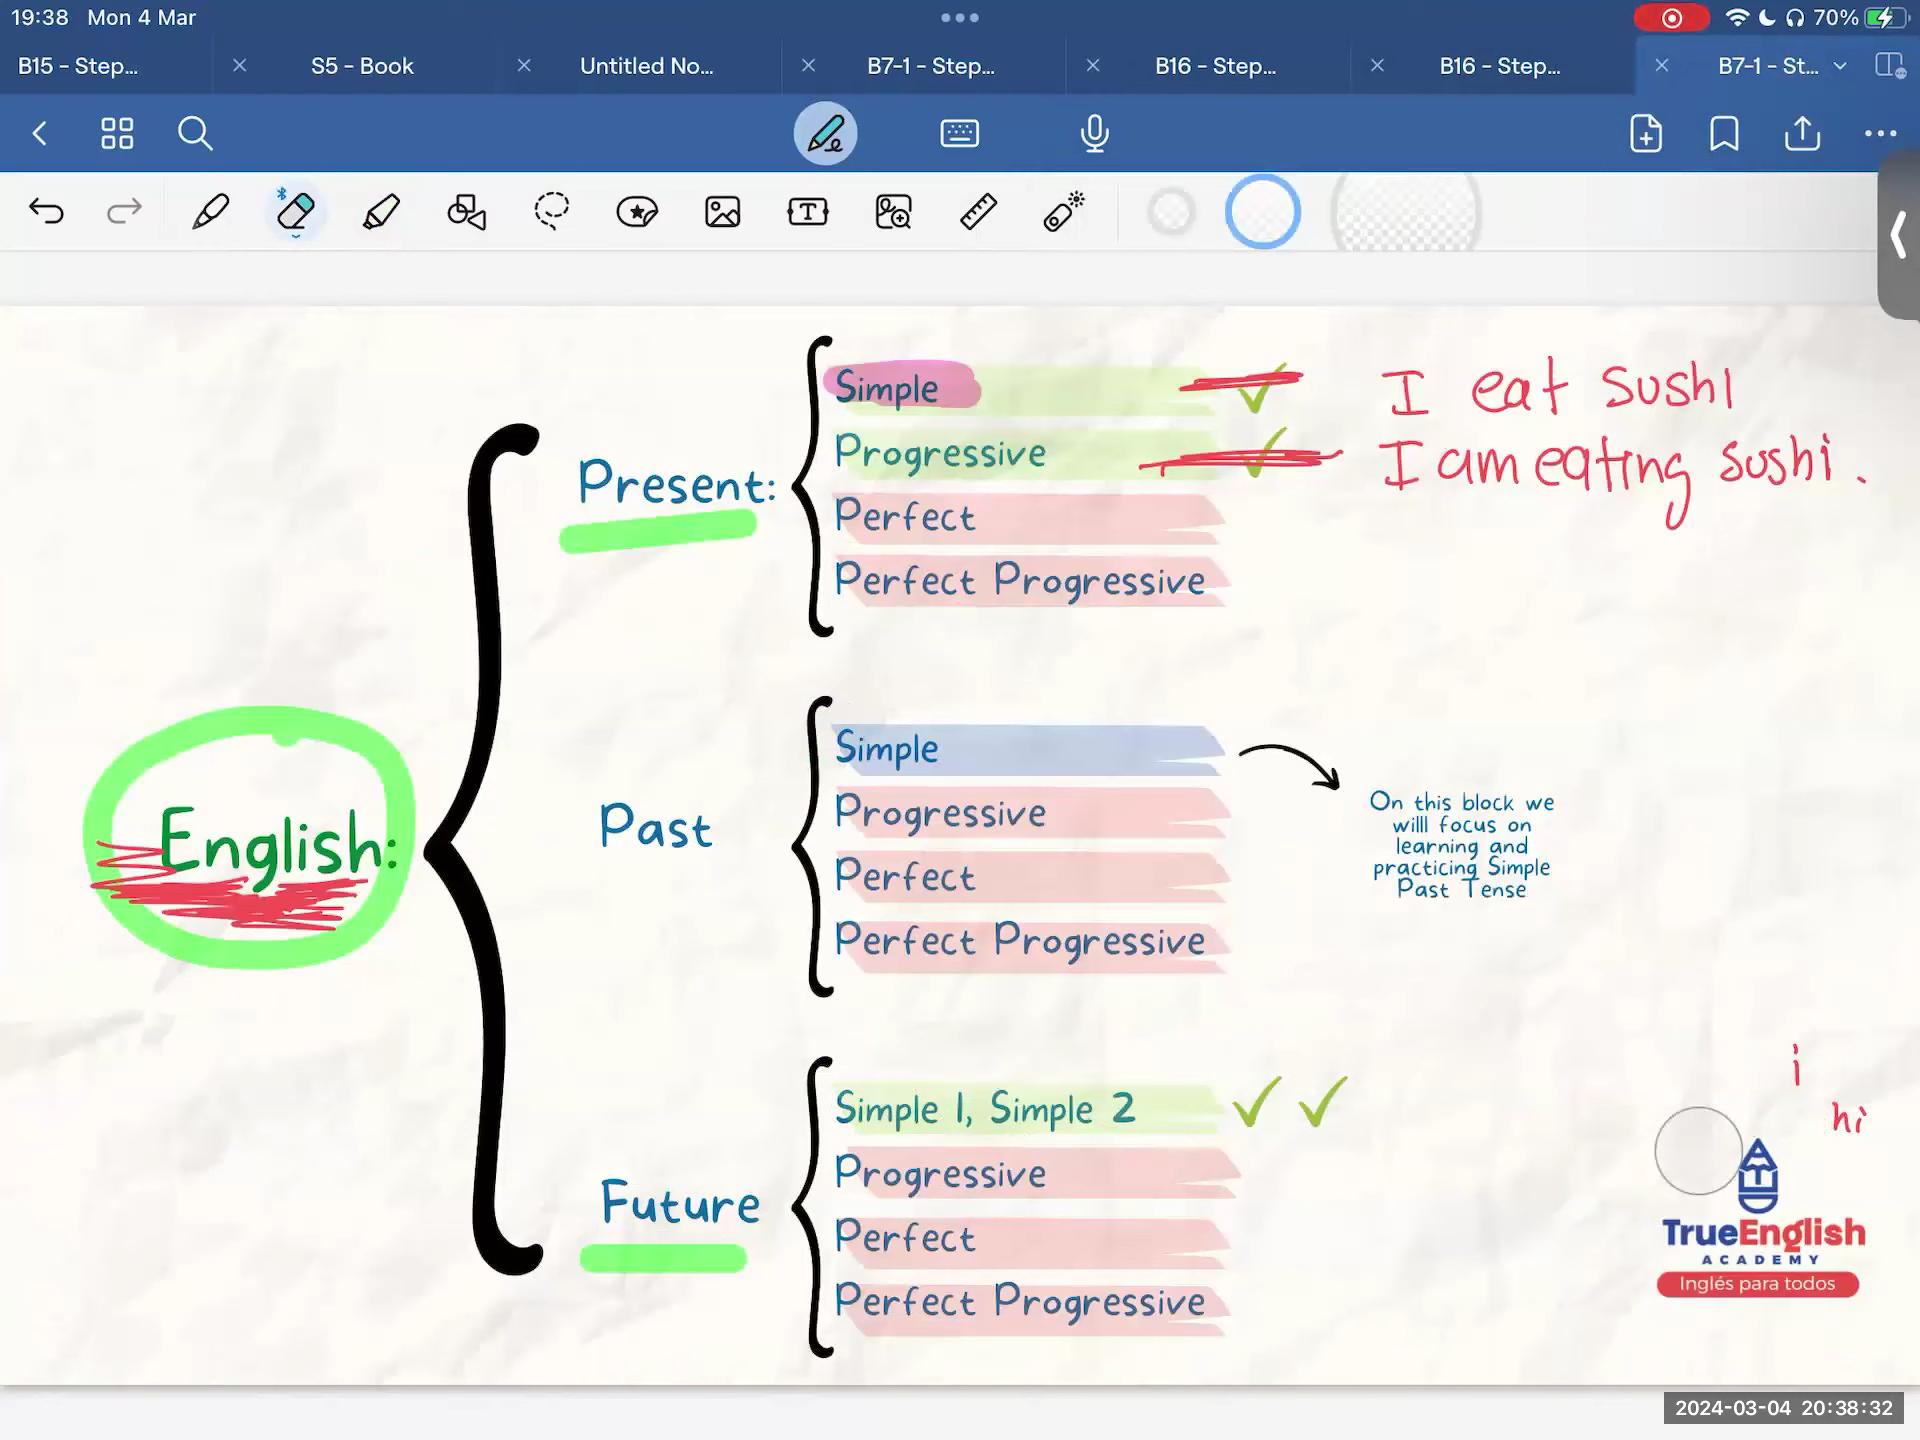 19:38 Mon 4 Mar
70%
B15 - Step...
S5 - Book
Untitled No...
B7-1 - Step...
B16 - Step...
B16 - Step...
B7-1 - St...
English:
Present:
Simple
I eat sushi
Progressive
I am eating sushi.
Perfect
Perfect Progressive
Past
Simple
Progressive
Perfect
Perfect Progressive
On this block we
willl focus on
learning and
practicing Simple
Past Tense
Future
Simple 1, Simple 2
Progressive
Perfect
Perfect Progressive
i
hi
TrueEnglish
ACADEMY
Inglés para todos
2024-03-04 20:38:32